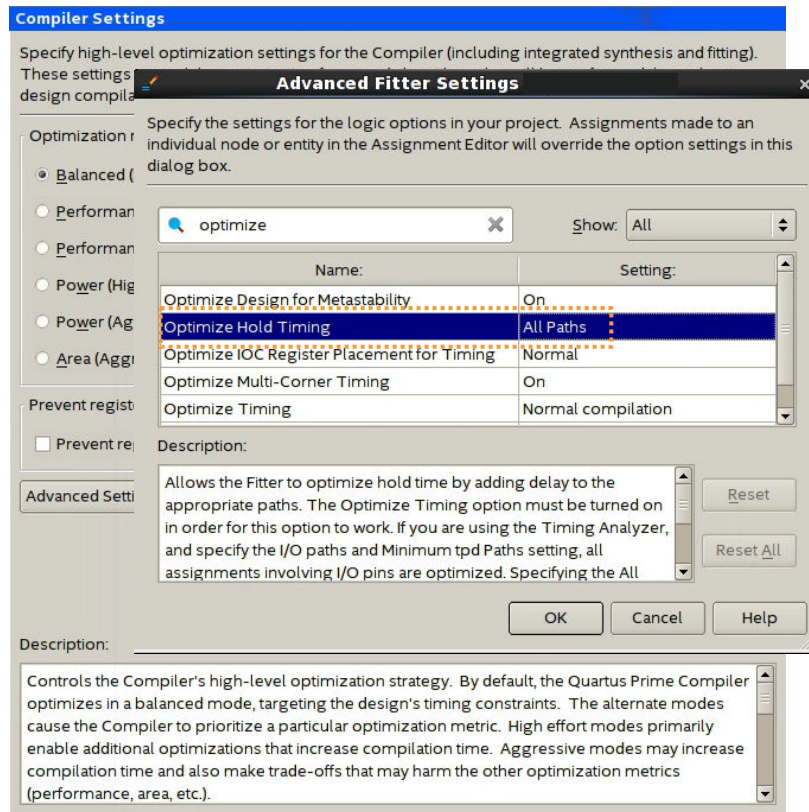 Compiler Settings
Specify high-level optimization settings for the Compiler (including integrated synthesis and fitting).
These settings
design compila
Optimization
Balanced (
Performan
Performan
Power (Hig
Power (Ag
Area (Aggr
Prevent regist
Prevent re
Advanced Setti
Advanced Fitter Settings
Specify the settings for the logic options in your project. Assignments made to an
individual node or entity in the Assignment Editor will override the option settings in this
dialog box.
optimize
Show: All
Name: Setting:
Optimize Design for Metastability On
Optimize Hold Timing All Paths
Optimize IOC Register Placement for Timing Normal
Optimize Multi-Corner Timing On
Optimize Timing Normal compilation
Description:
Allows the Fitter to optimize hold time by adding delay to the
appropriate paths. The Optimize Timing option must be turned on
in order for this option to work. If you are using the Timing Analyzer,
and specify the I/O paths and Minimum tpd Paths setting, all
assignments involving I/O pins are optimized. Specifying the All
Reset
Reset All
OK Cancel Help
Description:
Controls the Compiler's high-level optimization strategy. By default, the Quartus Prime Compiler
optimizes in a balanced mode, targeting the design's timing constraints. The alternate modes
cause the Compiler to prioritize a particular optimization metric. High effort modes primarily
enable additional optimizations that increase compilation time. Aggressive modes may increase
compilation time and also make trade-offs that may harm the other optimization metrics
(performance, area, etc.).